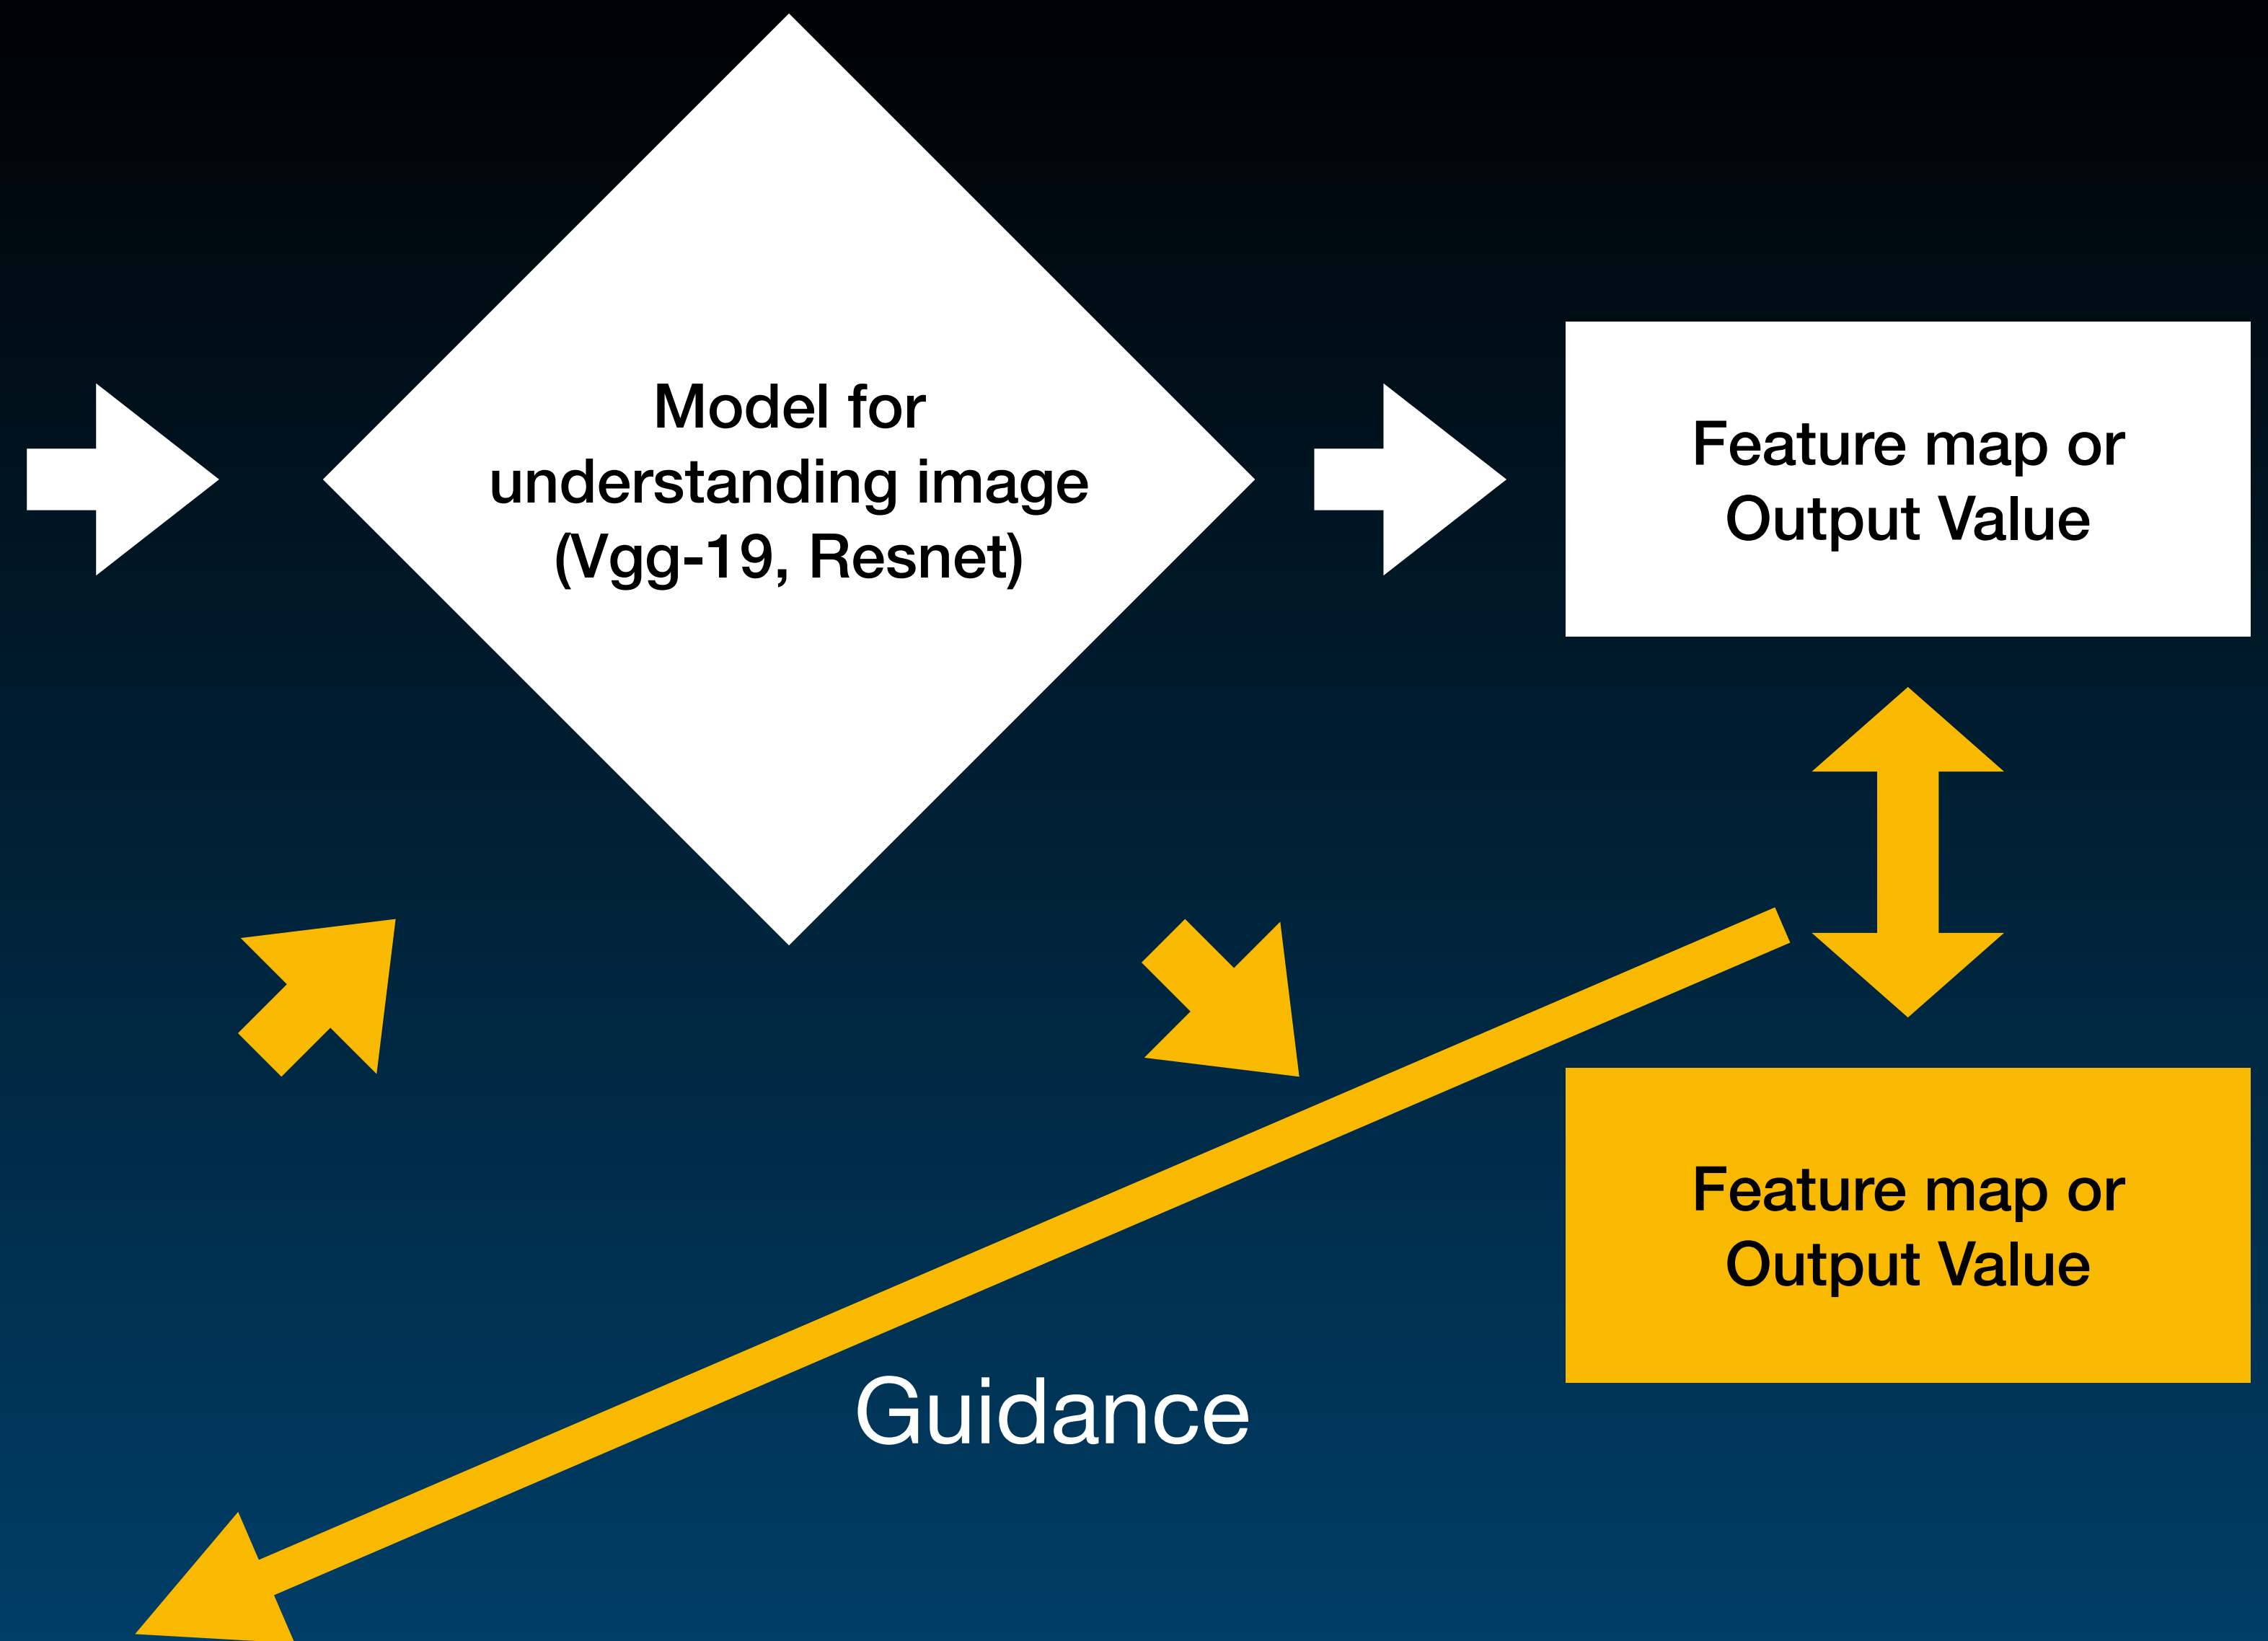 Model for
understanding image
(Vgg-19, Resnet)
Feature map or
Output Value
Feature map or
Output Value
Guidance